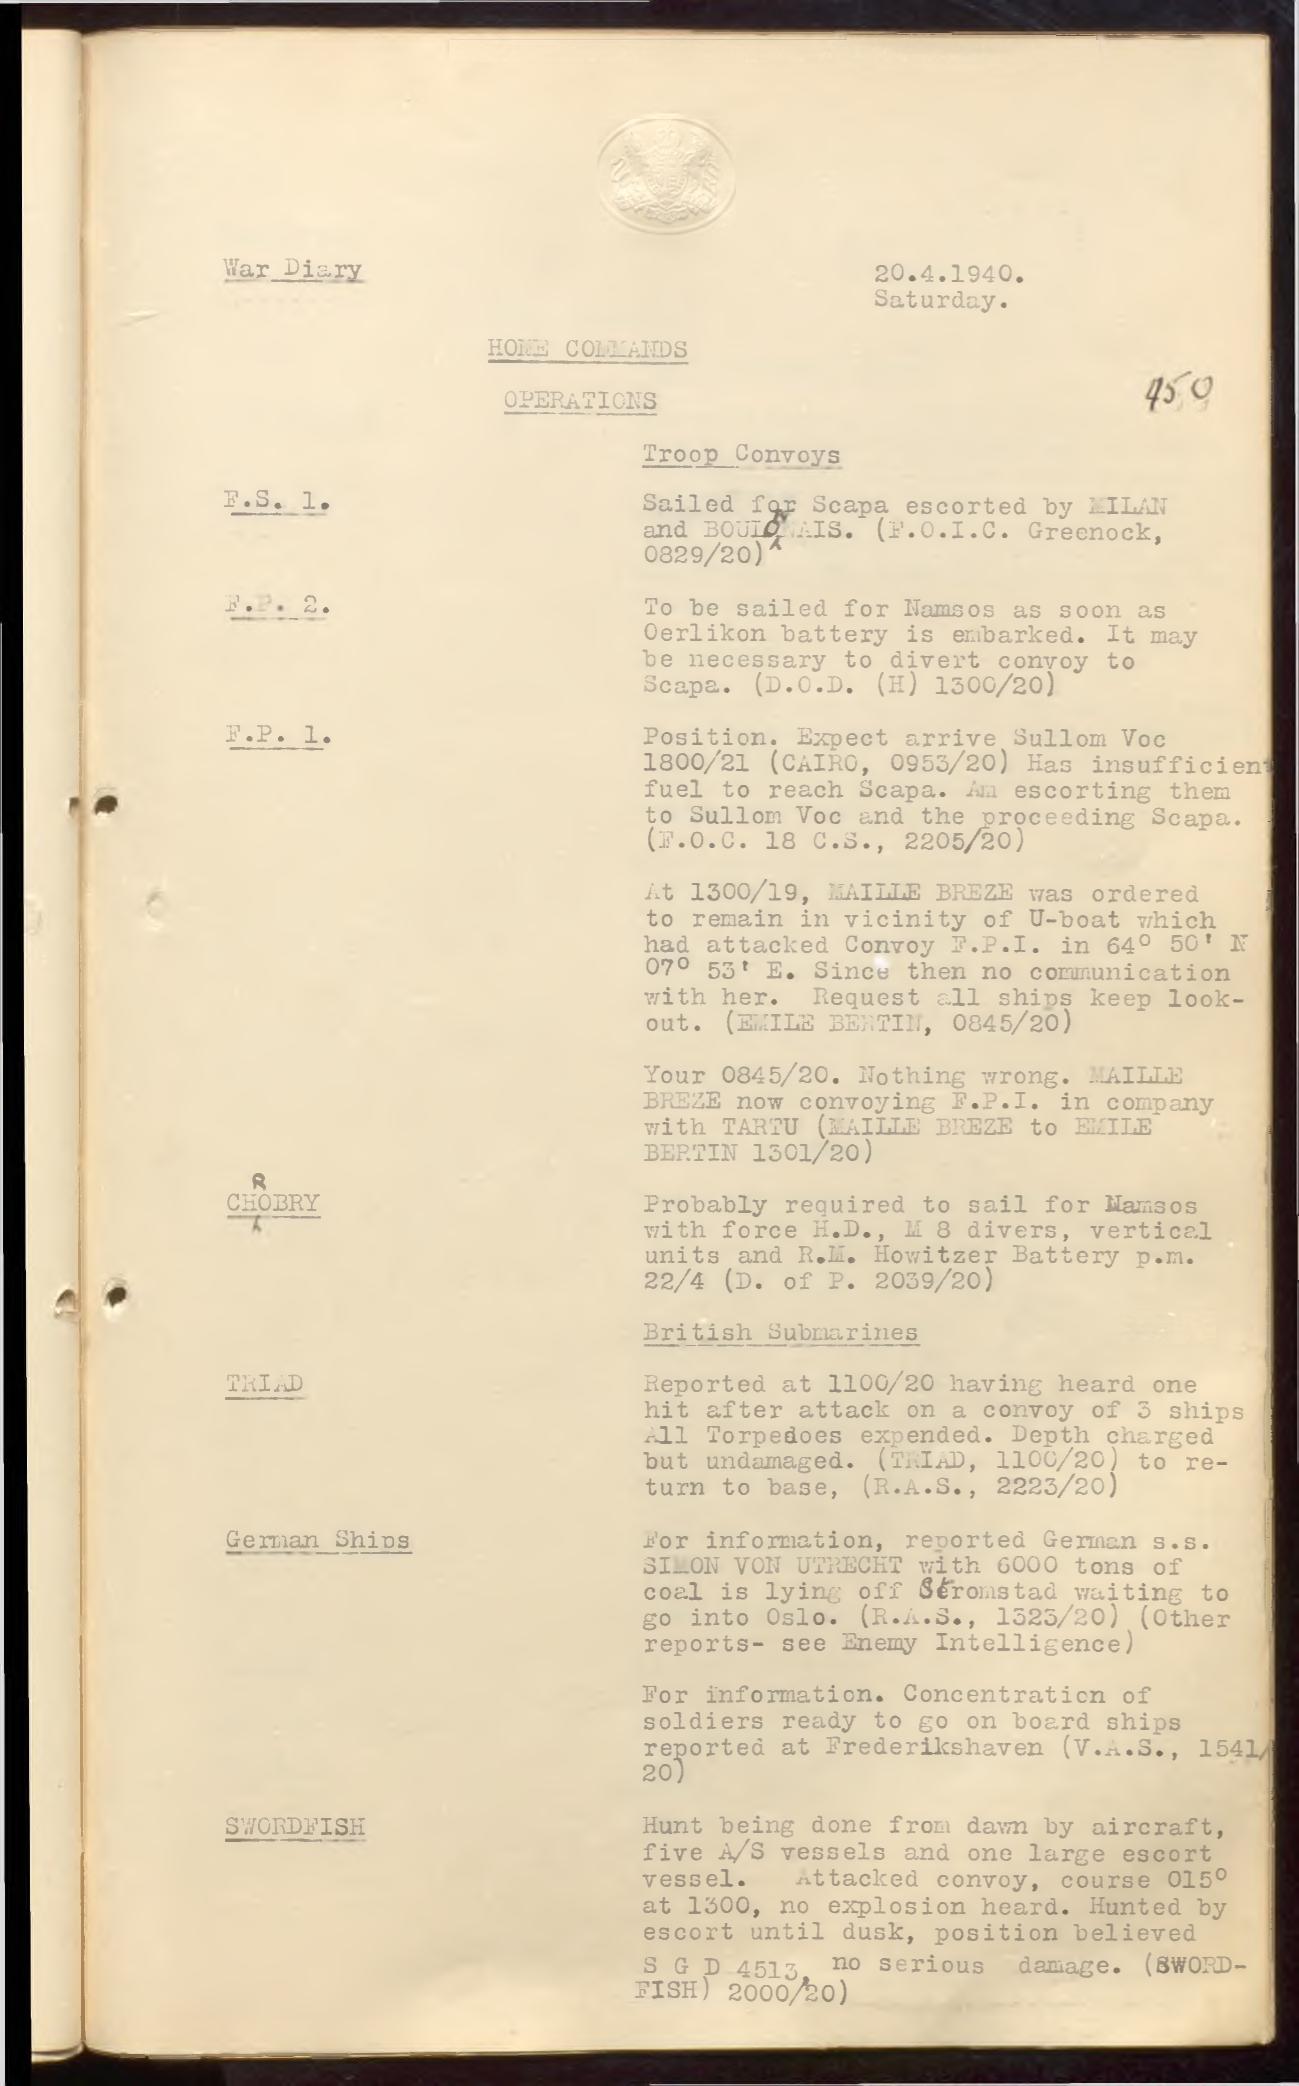 War Diary
20.4.1940.
Saturday.
HOME COMMANDS
OPERATIONS
450
Troop Convoys
F.S. 1.
Sailed for Scapa escorted by MILAN
and BOULONNAIS. (F.O.I.C. Greenock,
0829/20)
F.P. 2.
To be sailed for Namsos as soon as
Oerlikon battery is embarked. It may
be necessary to divert convoy to
Scapa. (D.O.D. (H) 1300/20)
F.P. 1.
Position. Expect arrive Sullom Voc
1800/21 (CAIRO, 0953/20) Has insufficient
fuel to reach Scapa. Am escorting them
to Sullom Voc and the proceeding Scapa.
(F.O.C. 18 C.S., 2205/20)
At 1300/19, MAILLE BREZE was ordered
to remain in vicinity of U-boat which
had attacked Convoy F.P.I. in 64° 50' N
07° 53' E. Since then no communication
with her. Request all ships keep look-
out. (EMILE BERTIN, 0845/20)
Your 0845/20. Nothing wrong. MAILLE
BREZE now convoying F.P.I. in company
with TARTU (MAILLE BREZE to EMILE
BERTIN 1301/20)
CHROBRY
Probably required to sail for Namsos
with force H.D., M 8 divers, vertical
units and R.M. Howitzer Battery p.m.
22/4 (D. of P. 2039/20)
British Submarines
TRIAD
Reported at 1100/20 having heard one
hit after attack on a convoy of 3 ships
All Torpedoes expended. Depth charged
but undamaged. (TRIAD, 1100/20) to re-
turn to base, (R.A.S., 2223/20)
German Ships
For information, reported German s.s.
SIMON VON UTRECHT with 6000 tons of
coal is lying off Stromstad waiting to
go into Oslo. (R.A.S., 1323/20) (Other
reports- see Enemy Intelligence)
For information. Concentration of
soldiers ready to go on board ships
reported at Frederikshaven (V.A.S., 1541/
20)
SWORDFISH
Hunt being done from dawn by aircraft,
five A/S vessels and one large escort
vessel. Attacked convoy, course 015°
at 1300, no explosion heard. Hunted by
escort until dusk, position believed
S G D 4513, no serious damage. (SWORD-
FISH) 2000/20)